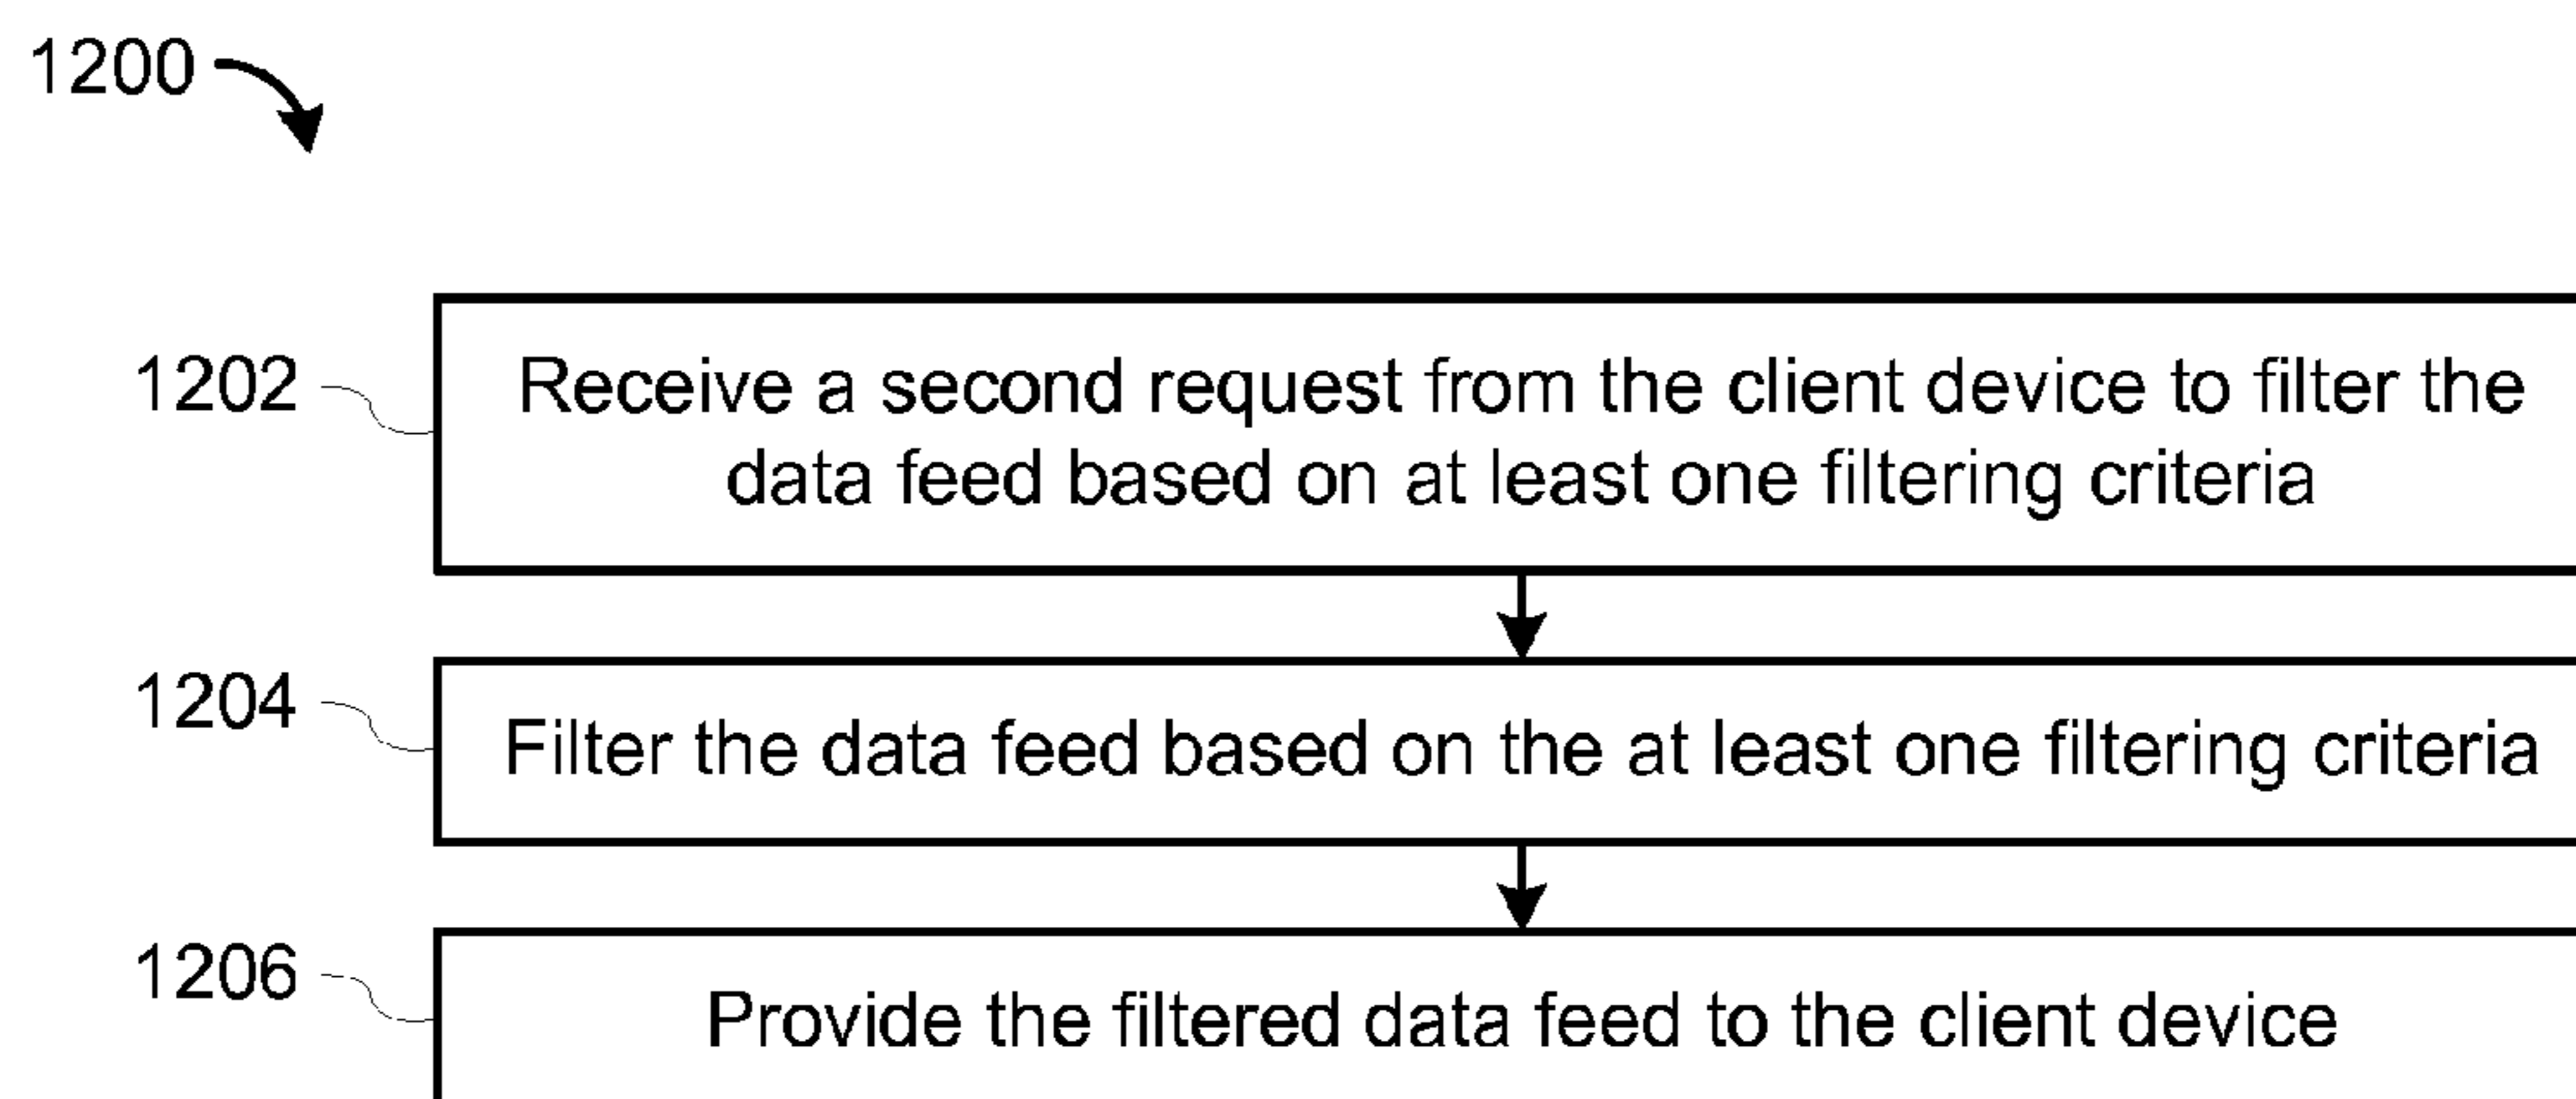 1200
1202
Receive a second request from the client device to filter the
data feed based on at least one filtering criteria
1204
Filter the data feed based on the at least one filtering criteria
1206
Provide the filtered data feed to the client device